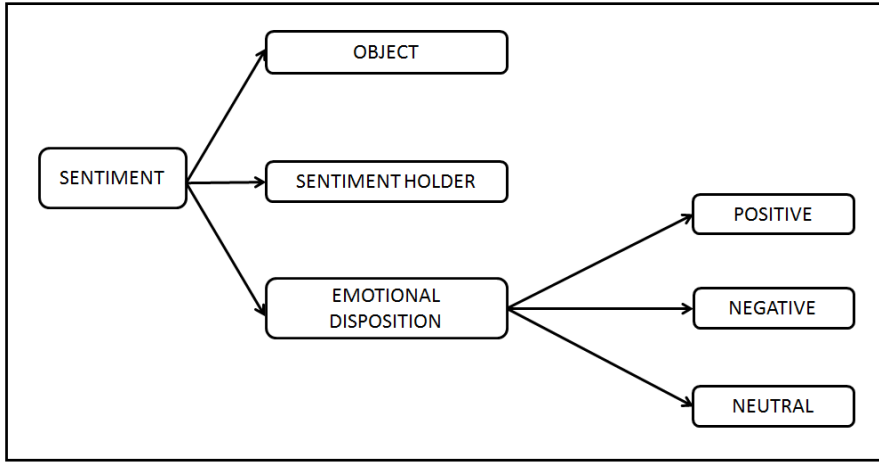 OBJECT
SENTIMENT
SENTIMENT HOLDER
EMOTIONAL
DISPOSITION
POSITIVE
NEGATIVE
NEUTRAL